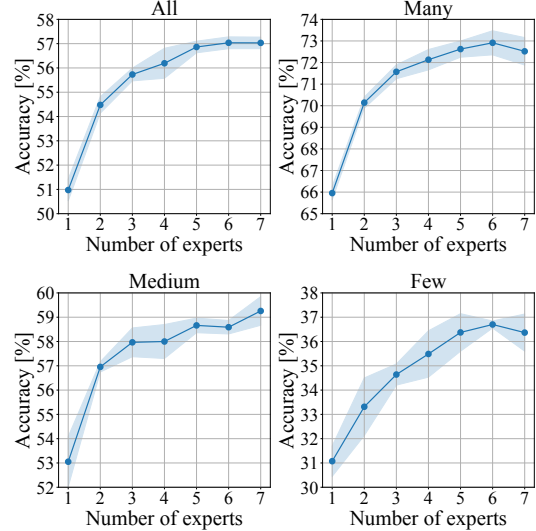 All
Many
Accuracy [%]
58
57
56
55
54
53
52
51
50
1 2 3 4 5 6 7
Number of experts
Accuracy [%]
74
73
72
71
70
69
68
67
66
65
1 2 3 4 5 6 7
Number of experts
Medium
Few
Accuracy [%]
60
59
58
57
56
55
54
53
52
1 2 3 4 5 6 7
Number of experts
Accuracy [%]
38
37
36
35
34
33
32
31
30
1 2 3 4 5 6 7
Number of experts